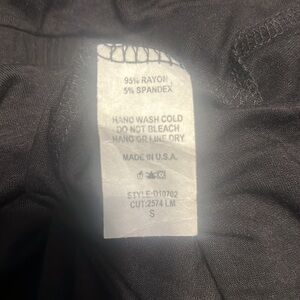 95% RAYON
5% SPANDEX
HAND WASH COLD
DO NOT BLEACH
HANG OR LINE DRY
MADE IN U.S.A.
STYLE:D10702
CUT:2574 LM
S